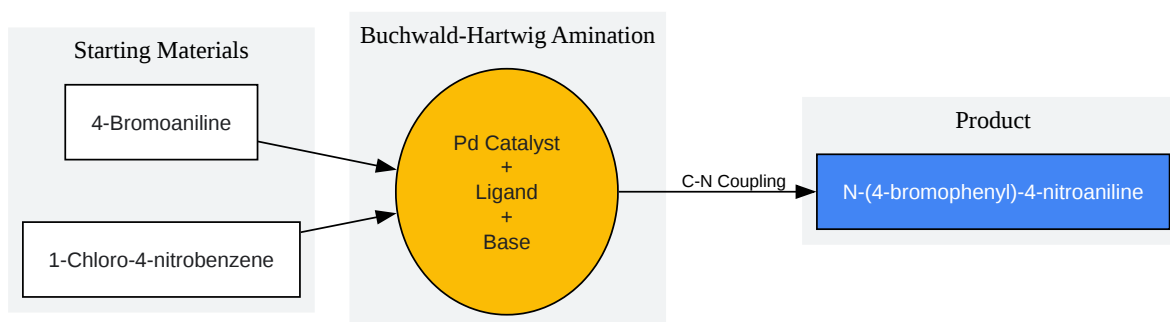 Starting Materials
4-Bromoaniline
1-Chloro-4-nitrobenzene
Buchwald-Hartwig Amination
Pd Catalyst
+
Ligand
+
Base
C-N Coupling
Product
N-(4-bromophenyl)-4-nitroaniline